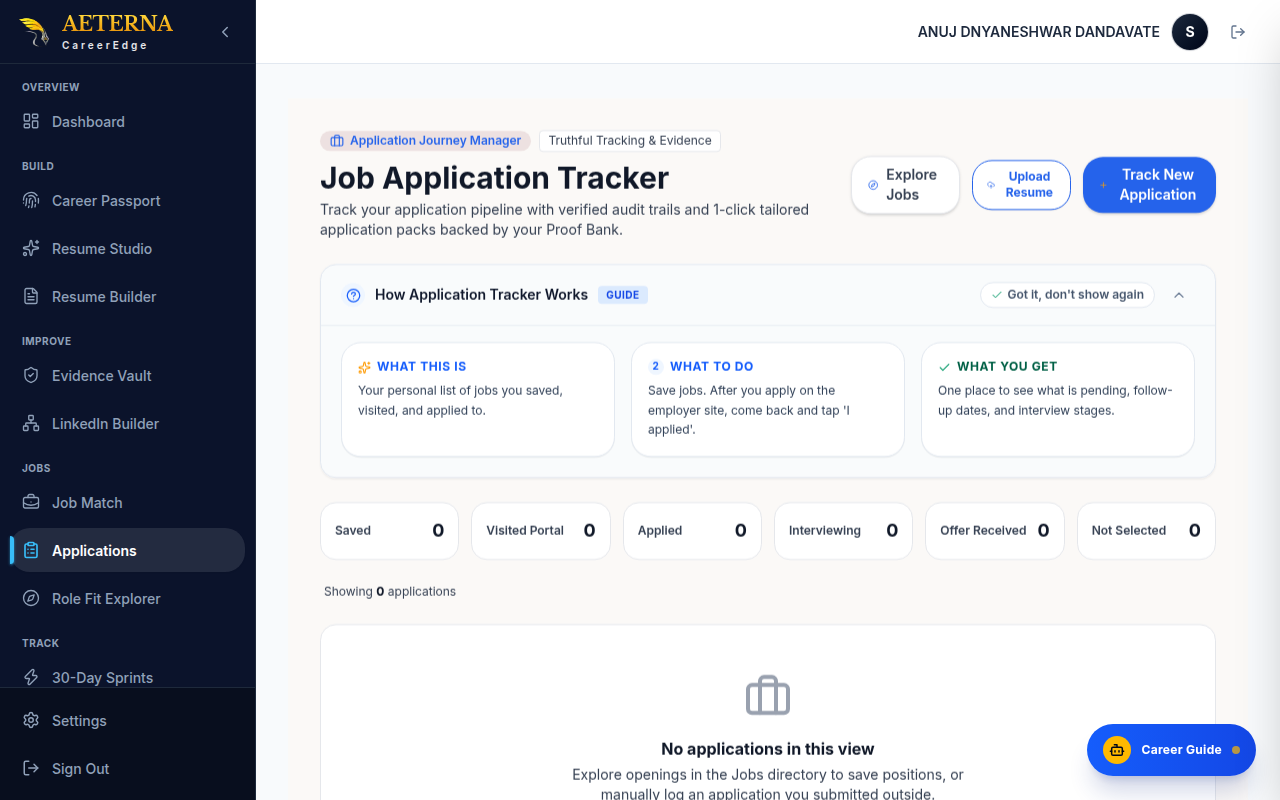 AETERNA
CareerEdge
OVERVIEW
Dashboard
BUILD
Career Passport
Resume Studio
Resume Builder
IMPROVE
Evidence Vault
LinkedIn Builder
JOBS
Job Match
Applications
Role Fit Explorer
TRACK
30-Day Sprints
Settings
Sign Out
ANUJ DNYANESHWAR DANDAVATE
S
Application Journey Manager
Truthful Tracking & Evidence
Job Application Tracker
Track your application pipeline with verified audit trails and 1-click tailored
application packs backed by your Proof Bank.
Explore
Jobs
Upload
Resume
Track New
Application
How Application Tracker Works
GUIDE
Got it, don't show again
WHAT THIS IS
Your personal list of jobs you saved,
visited, and applied to.
2 WHAT TO DO
Save jobs. After you apply on the
employer site, come back and tap 'I
applied'.
WHAT YOU GET
One place to see what is pending, follow-
up dates, and interview stages.
Saved 0
Visited Portal 0
Applied 0
Interviewing 0
Offer Received 0
Not Selected 0
Showing 0 applications
No applications in this view
Explore openings in the Jobs directory to save positions, or
manually log an application you submitted outside.
Career Guide